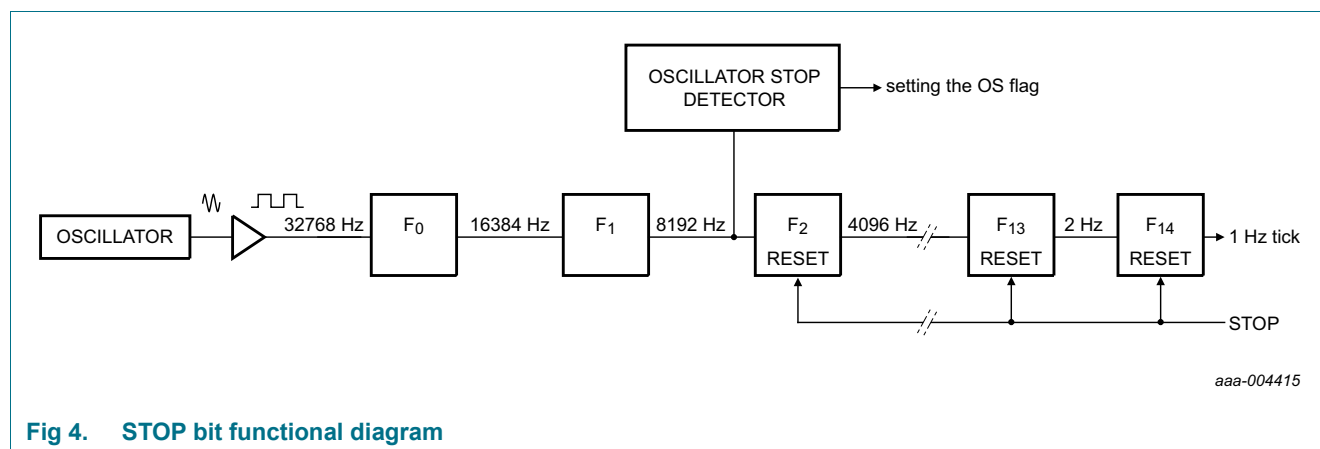 OSCILLATOR STOP
DETECTOR
setting the OS flag
OSCILLATOR
32768 Hz
F0
16384 Hz
F1
8192 Hz
F2
RESET
4096 Hz
F13
RESET
2 Hz
F14
RESET
1 Hz tick
STOP
aaa-004415
Fig 4. STOP bit functional diagram